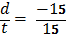 d/t = -15/15